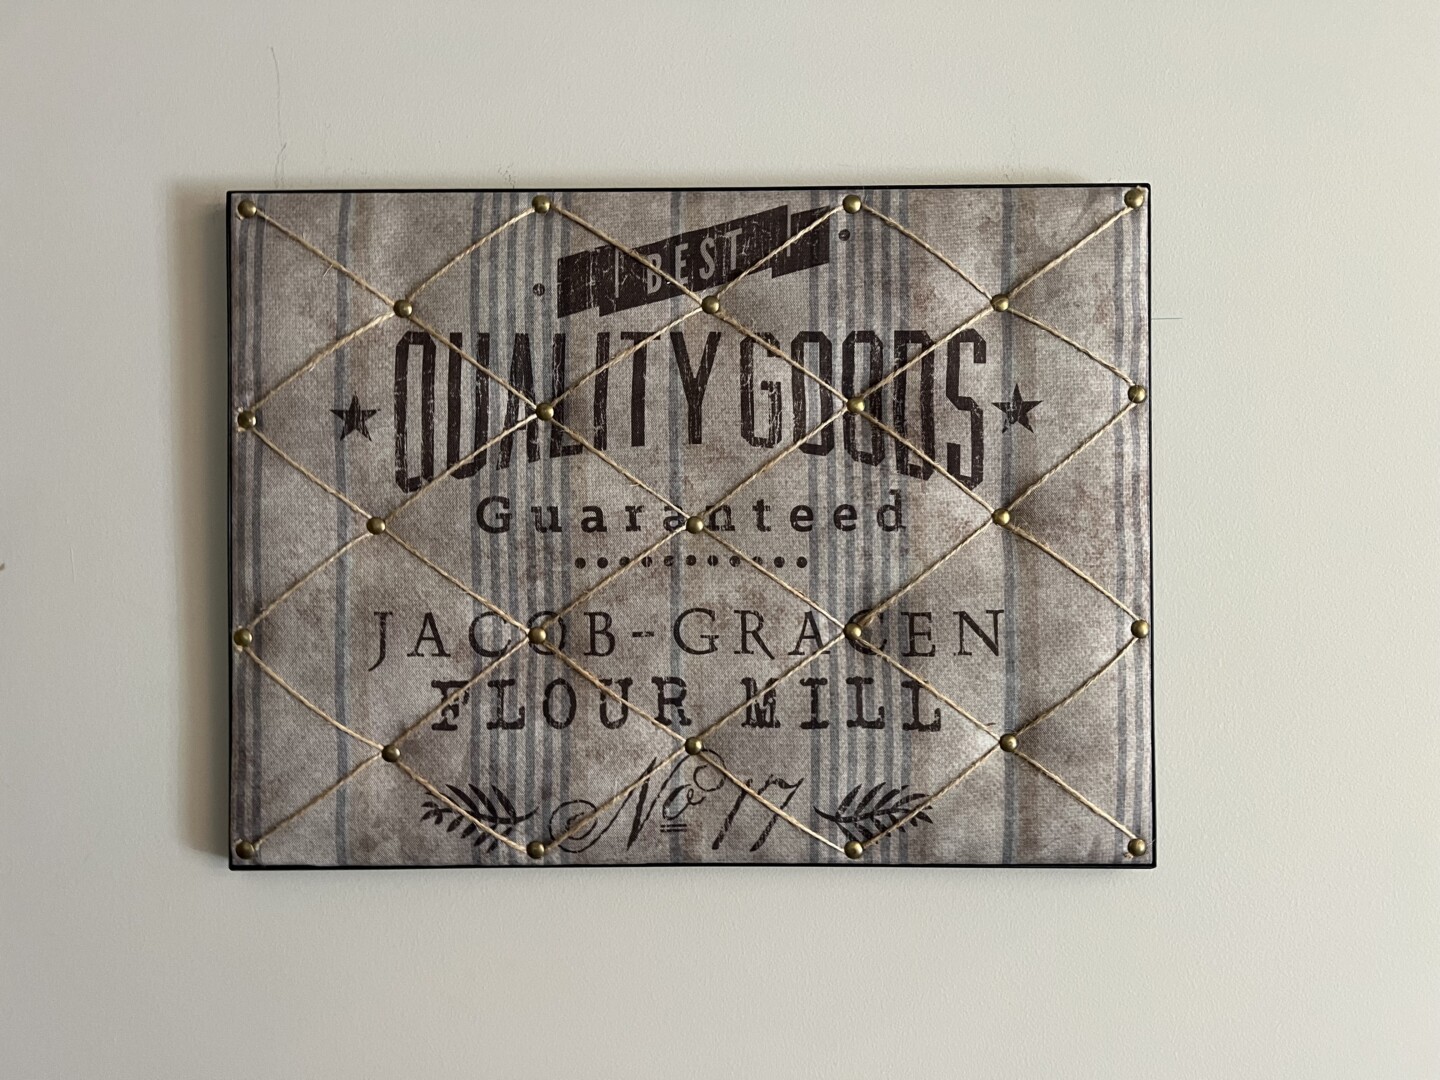 BEST
QUALITY GOODS
Guaranteed
JACOB-GRACEN
FLOUR MILL
No 17